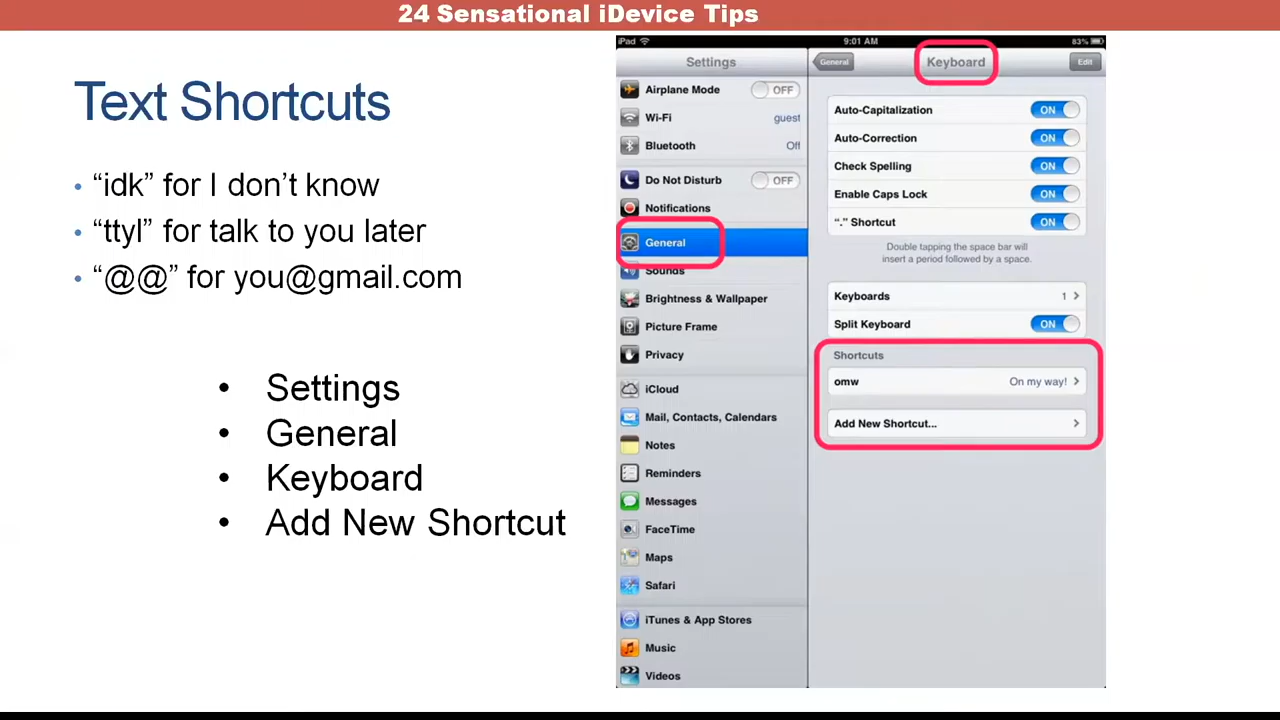 24 Sensational iDevice Tips
Text Shortcuts
• “idk” for I don’t know
• “ttyl” for talk to you later
• “@@” for you@gmail.com
• Settings
• General
• Keyboard
• Add New Shortcut
iPad 9:01 AM 83%
Settings
Airplane Mode OFF
Wi-Fi guest
Bluetooth Off
Do Not Disturb OFF
Notifications
General
Sounds
Brightness & Wallpaper
Picture Frame
Privacy
iCloud
Mail, Contacts, Calendars
Notes
Reminders
Messages
FaceTime
Maps
Safari
iTunes & App Stores
Music
Videos
General Keyboard Edit
Auto-Capitalization ON
Auto-Correction ON
Check Spelling ON
Enable Caps Lock ON
“.” Shortcut ON
Double tapping the space bar will
insert a period followed by a space.
Keyboards 1
Split Keyboard ON
Shortcuts
omw On my way!
Add New Shortcut...